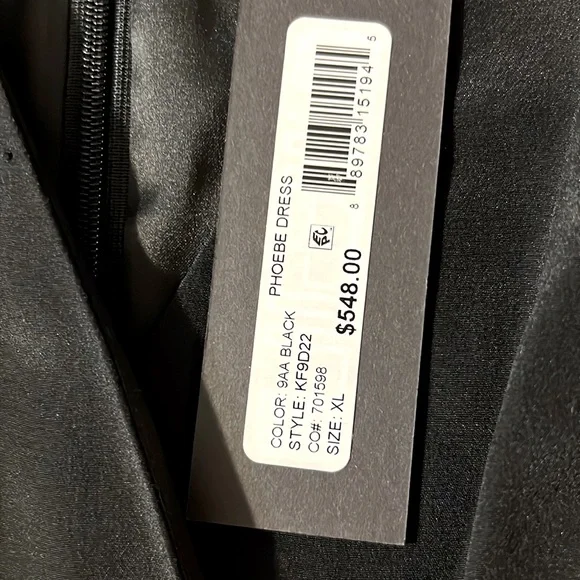 COLOR: 9AA BLACK PHOEBE DRESS
STYLE: KF9D22
CO#: 701598
SIZE: XL
$548.00
8 89783 15194 5